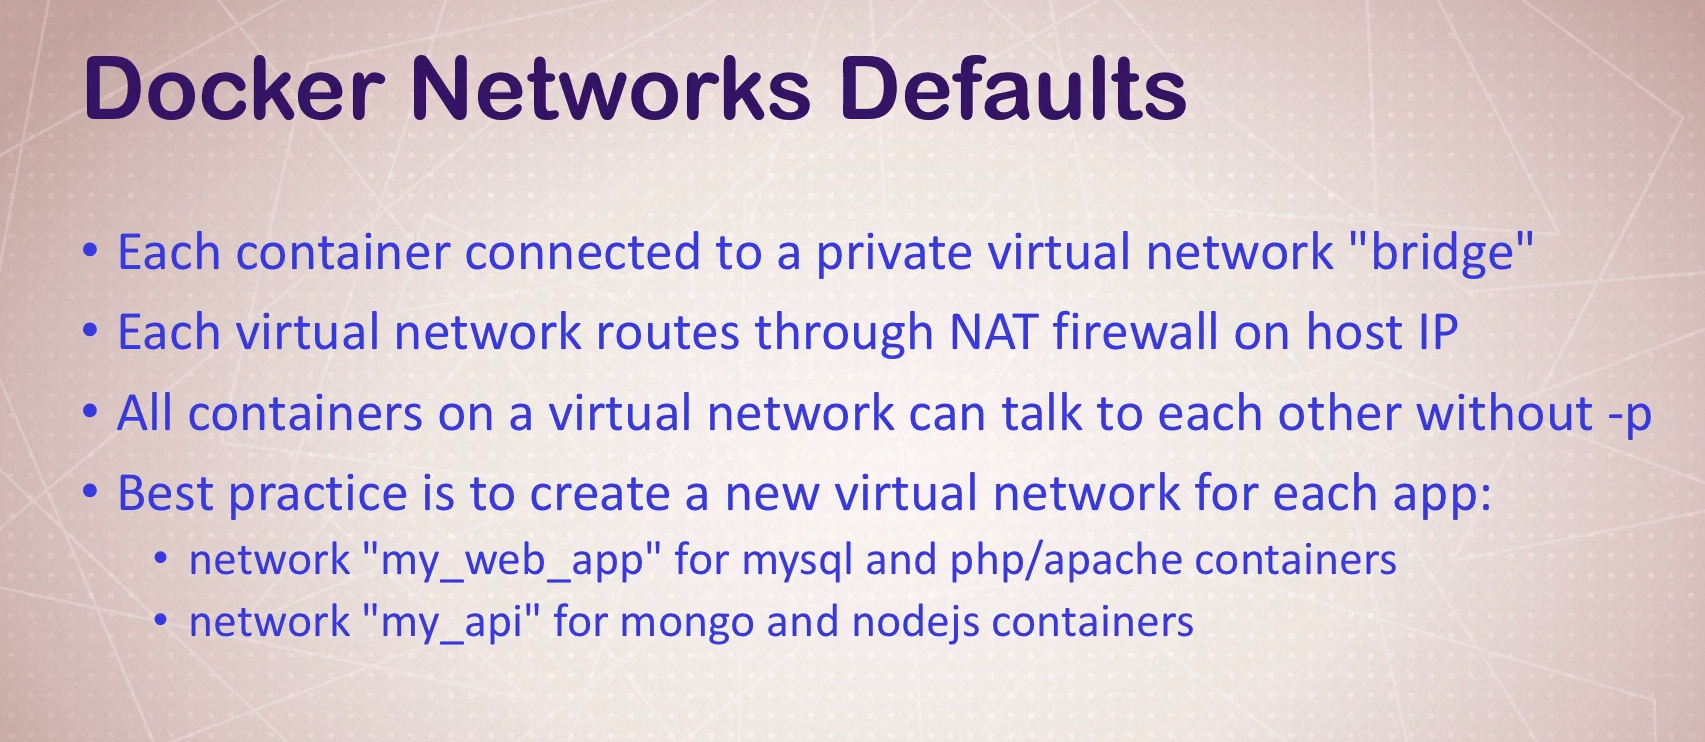 Docker Networks Defaults
• Each container connected to a private virtual network "bridge"
• Each virtual network routes through NAT firewall on host IP
• All containers on a virtual network can talk to each other without -p
• Best practice is to create a new virtual network for each app:
• network "my_web_app" for mysql and php/apache containers
• network "my_api" for mongo and nodejs containers